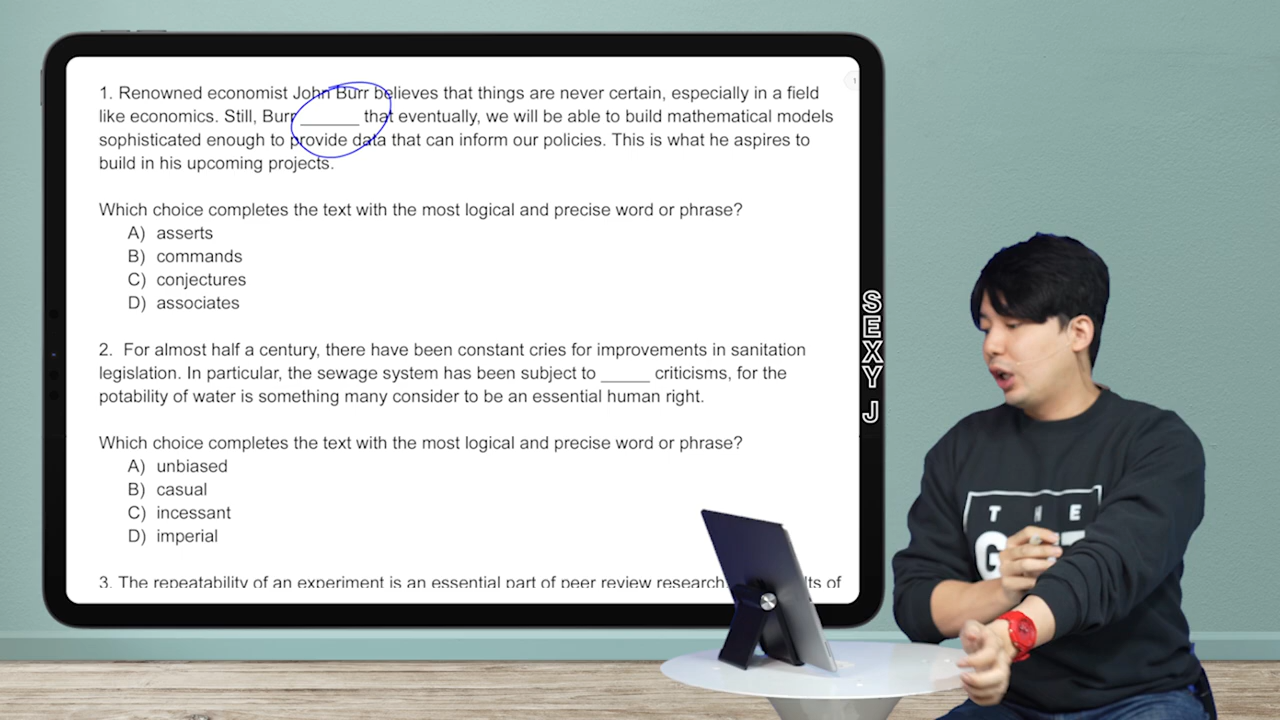 1. Renowned economist John Burr believes that things are never certain, especially in a field
like economics. Still, Burr ______ that eventually, we will be able to build mathematical models
sophisticated enough to provide data that can inform our policies. This is what he aspires to
build in his upcoming projects.
Which choice completes the text with the most logical and precise word or phrase?
A) asserts
B) commands
C) conjectures
D) associates
2. For almost half a century, there have been constant cries for improvements in sanitation
legislation. In particular, the sewage system has been subject to _____ criticisms, for the
potability of water is something many consider to be an essential human right.
Which choice completes the text with the most logical and precise word or phrase?
A) unbiased
B) casual
C) incessant
D) imperial
3. The repeatability of an experiment is an essential part of peer review research of
1
SEXY J
THE
G